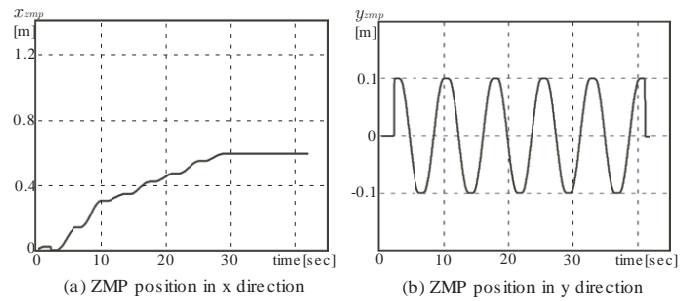 xzmp
[m]
1.2
0.8
0.4
0
0
10
20
30
time[sec]
(a) ZMP position in x direction
yzmp
[m]
0.1
0
-0.1
0
10
20
30
time[sec]
(b) ZMP position in y direction